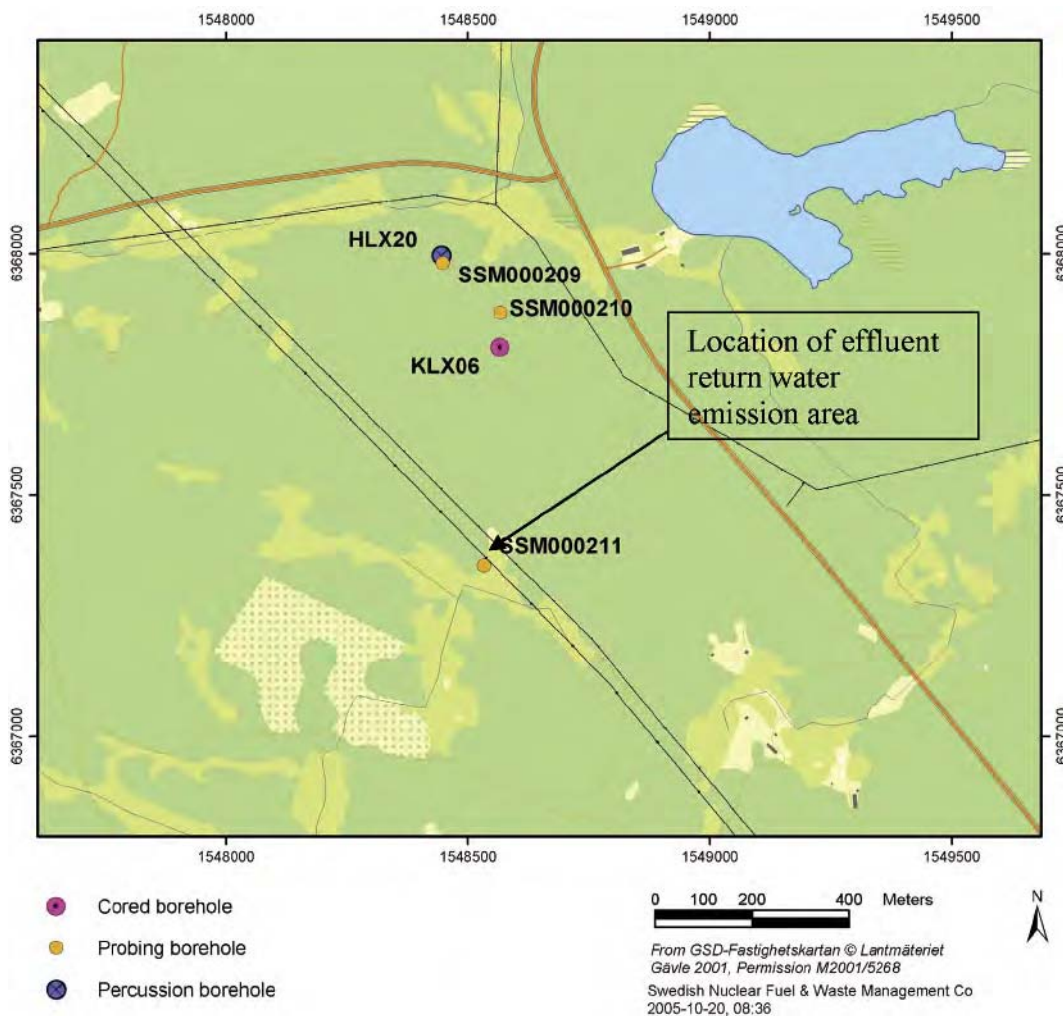 1548000 1548500 1549000 1549500
6368000
6368000
HLX20
SSM000209
SSM000210
KLX06
Location of effluent
return water
emission area
6367500
6367500
SSM000211
6367000
6367000
1548000 1548500 1549000 1549500
Cored borehole
Probing borehole
Percussion borehole
0 100 200 400 Meters
N
From GSD-Fastighetskartan © Lantmäteriet
Gävle 2001, Permission M2001/5268
Swedish Nuclear Fuel & Waste Management Co
2005-10-20, 08:36